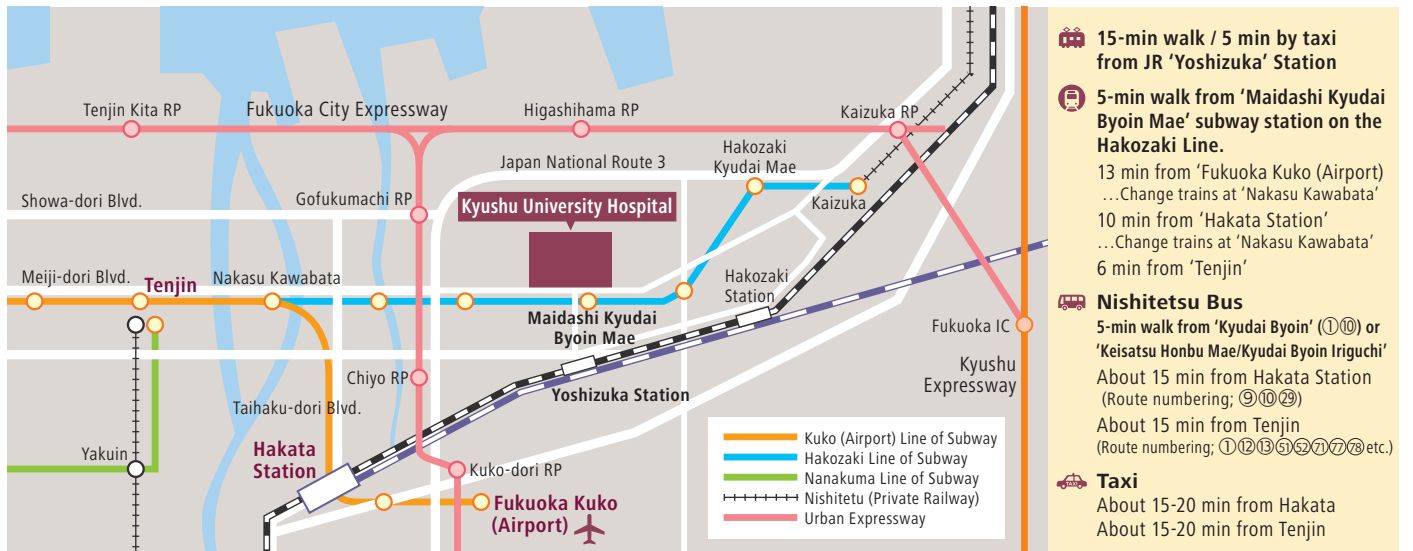 Tenjin Kita RP
Fukuoka City Expressway
Higashihama RP
Kaizuka RP
Hakozaki
Kyudai Mae
Japan National Route 3
Showa-dori Blvd.
Gofukumachi RP
Kyushu University Hospital
Kaizuka
Meiji-dori Blvd.
Tenjin
Nakasu Kawabata
Hakozaki
Station
Maidashi Kyudai
Byoin Mae
Fukuoka IC
Chiyo RP
Yoshizuka Station
Kyushu
Expressway
Taihaku-dori Blvd.
Yakuin
Hakata
Station
Kuko-dori RP
Fukuoka Kuko
(Airport)
Kuko (Airport) Line of Subway
Hakozaki Line of Subway
Nanakuma Line of Subway
Nishitetu (Private Railway)
Urban Expressway
15-min walk / 5 min by taxi
from JR 'Yoshizuka' Station
5-min walk from 'Maidashi Kyudai
Byoin Mae' subway station on the
Hakozaki Line.
13 min from 'Fukuoka Kuko (Airport)
…Change trains at 'Nakasu Kawabata'
10 min from 'Hakata Station'
…Change trains at 'Nakasu Kawabata'
6 min from 'Tenjin'
Nishitetsu Bus
5-min walk from 'Kyudai Byoin' (①⑩) or
'Keisatsu Honbu Mae/Kyudai Byoin Iriguchi'
About 15 min from Hakata Station
(Route numbering; ⑨⑩㉙)
About 15 min from Tenjin
(Route numbering; ①⑫⑬51 52 71 77 78 etc.)
TAXI
Taxi
About 15-20 min from Hakata
About 15-20 min from Tenjin